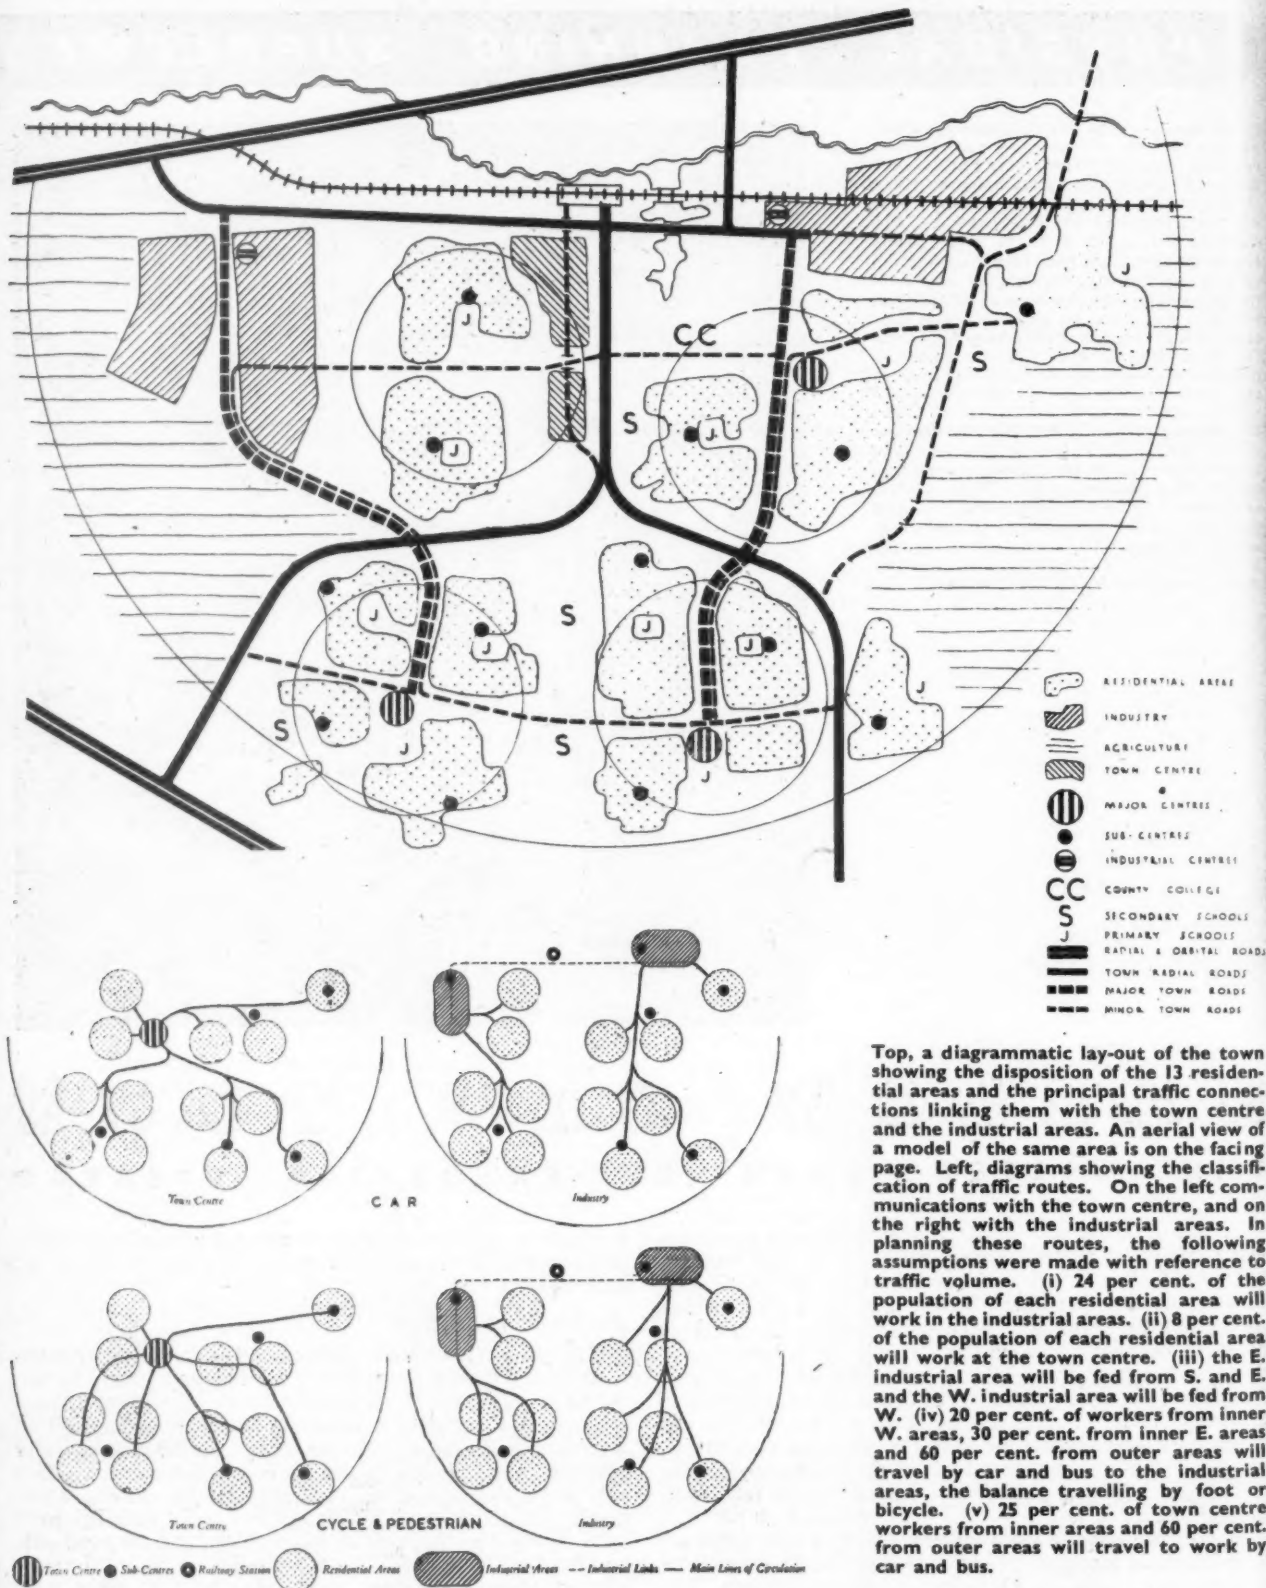 J
J
CC
J
S
J
S
J
J
J
S
J
J
J
S
S
J
J
J
RESIDENTIAL AREAS
INDUSTRY
AGRICULTURE
TOWN CENTRE
MAJOR CENTRES
SUB-CENTRES
INDUSTRIAL CENTRES
CC COUNTY COLLEGE
S SECONDARY SCHOOLS
J PRIMARY SCHOOLS
RADIAL & ORBITAL ROADS
TOWN RADIAL ROADS
MAJOR TOWN ROADS
MINOR TOWN ROADS
Town Centre
CAR
Industry
Town Centre
CYCLE & PEDESTRIAN
Industry
Town Centre Sub-Centres Railway Station Residential Areas Industrial Areas Industrial Links Main Lines of Circulation
Top, a diagrammatic lay-out of the town
showing the disposition of the 13 residen-
tial areas and the principal traffic connec-
tions linking them with the town centre
and the industrial areas. An aerial view of
a model of the same area is on the facing
page. Left, diagrams showing the classifi-
cation of traffic routes. On the left com-
munications with the town centre, and on
the right with the industrial areas. In
planning these routes, the following
assumptions were made with reference to
traffic volume. (i) 24 per cent. of the
population of each residential area will
work in the industrial areas. (ii) 8 per cent.
of the population of each residential area
will work at the town centre. (iii) the E.
industrial area will be fed from S. and E.
and the W. industrial area will be fed from
W. (iv) 20 per cent. of workers from inner
W. areas, 30 per cent. from inner E. areas
and 60 per cent. from outer areas will
travel by car and bus to the industrial
areas, the balance travelling by foot or
bicycle. (v) 25 per cent. of town centre
workers from inner areas and 60 per cent.
from outer areas will travel to work by
car and bus.